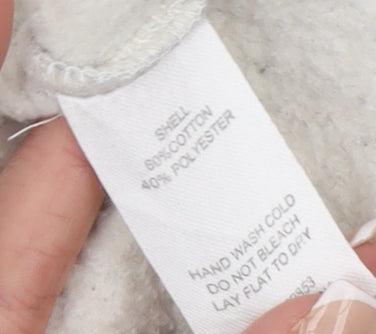 SHELL
60%COTTON
40% POLYESTER
HAND WASH COLD
DO NOT BLEACH
LAY FLAT TO DRY